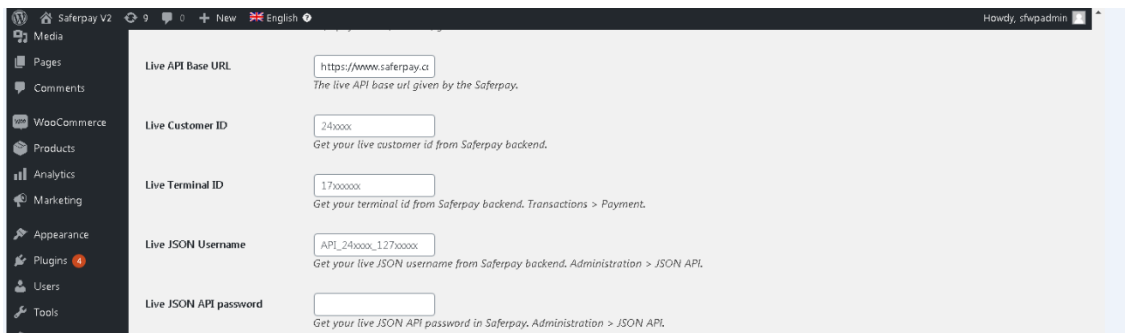 Saferpay V2 9 0 + New English Howdy, sfwpadmin
Media
Pages
Comments
WooCommerce
Products
Analytics
Marketing
Appearance
Plugins 4
Users
Tools
Live API Base URL
https://www.saferpay.co
The live API base url given by the Saferpay.
Live Customer ID
24xxxx
Get your live customer id from Saferpay backend.
Live Terminal ID
17xxxxxx
Get your terminal id from Saferpay backend. Transactions > Payment.
Live JSON Username
API_24xxxx_127xxxxx
Get your live JSON username from Saferpay backend. Administration > JSON API.
Live JSON API password
Get your live JSON API password in Saferpay. Administration > JSON API.